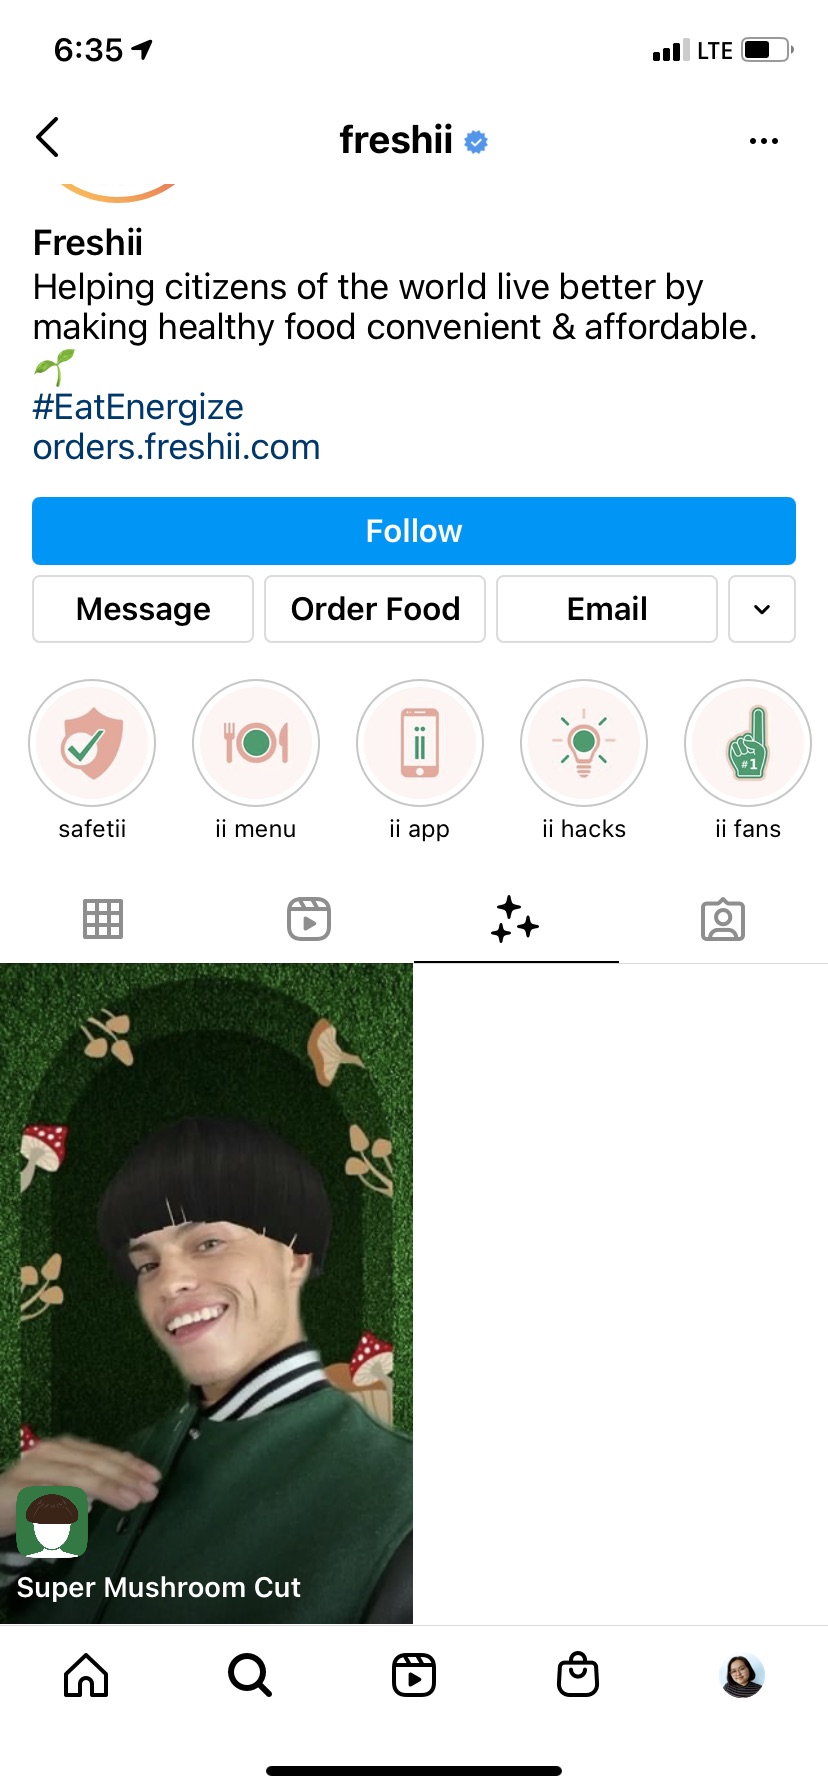 6:35 LTE
freshii
Freshii
Helping citizens of the world live better by
making healthy food convenient & affordable.
🌱
#EatEnergize
orders.freshii.com
Follow
Message Order Food Email
ii #1
safetii ii menu ii app ii hacks ii fans
Super Mushroom Cut